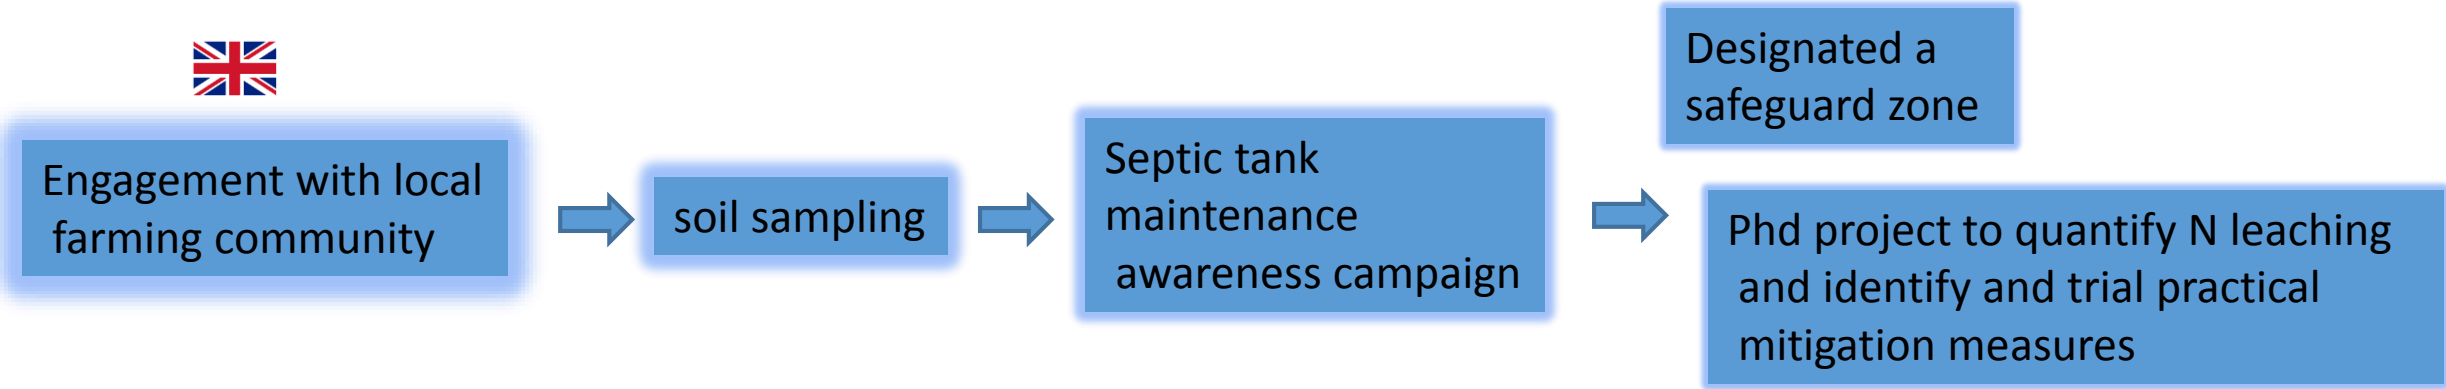 Engagement with local
farming community
soil sampling
Septic tank
maintenance
awareness campaign
Designated a
safeguard zone
Phd project to quantify N leaching
and identify and trial practical
mitigation measures